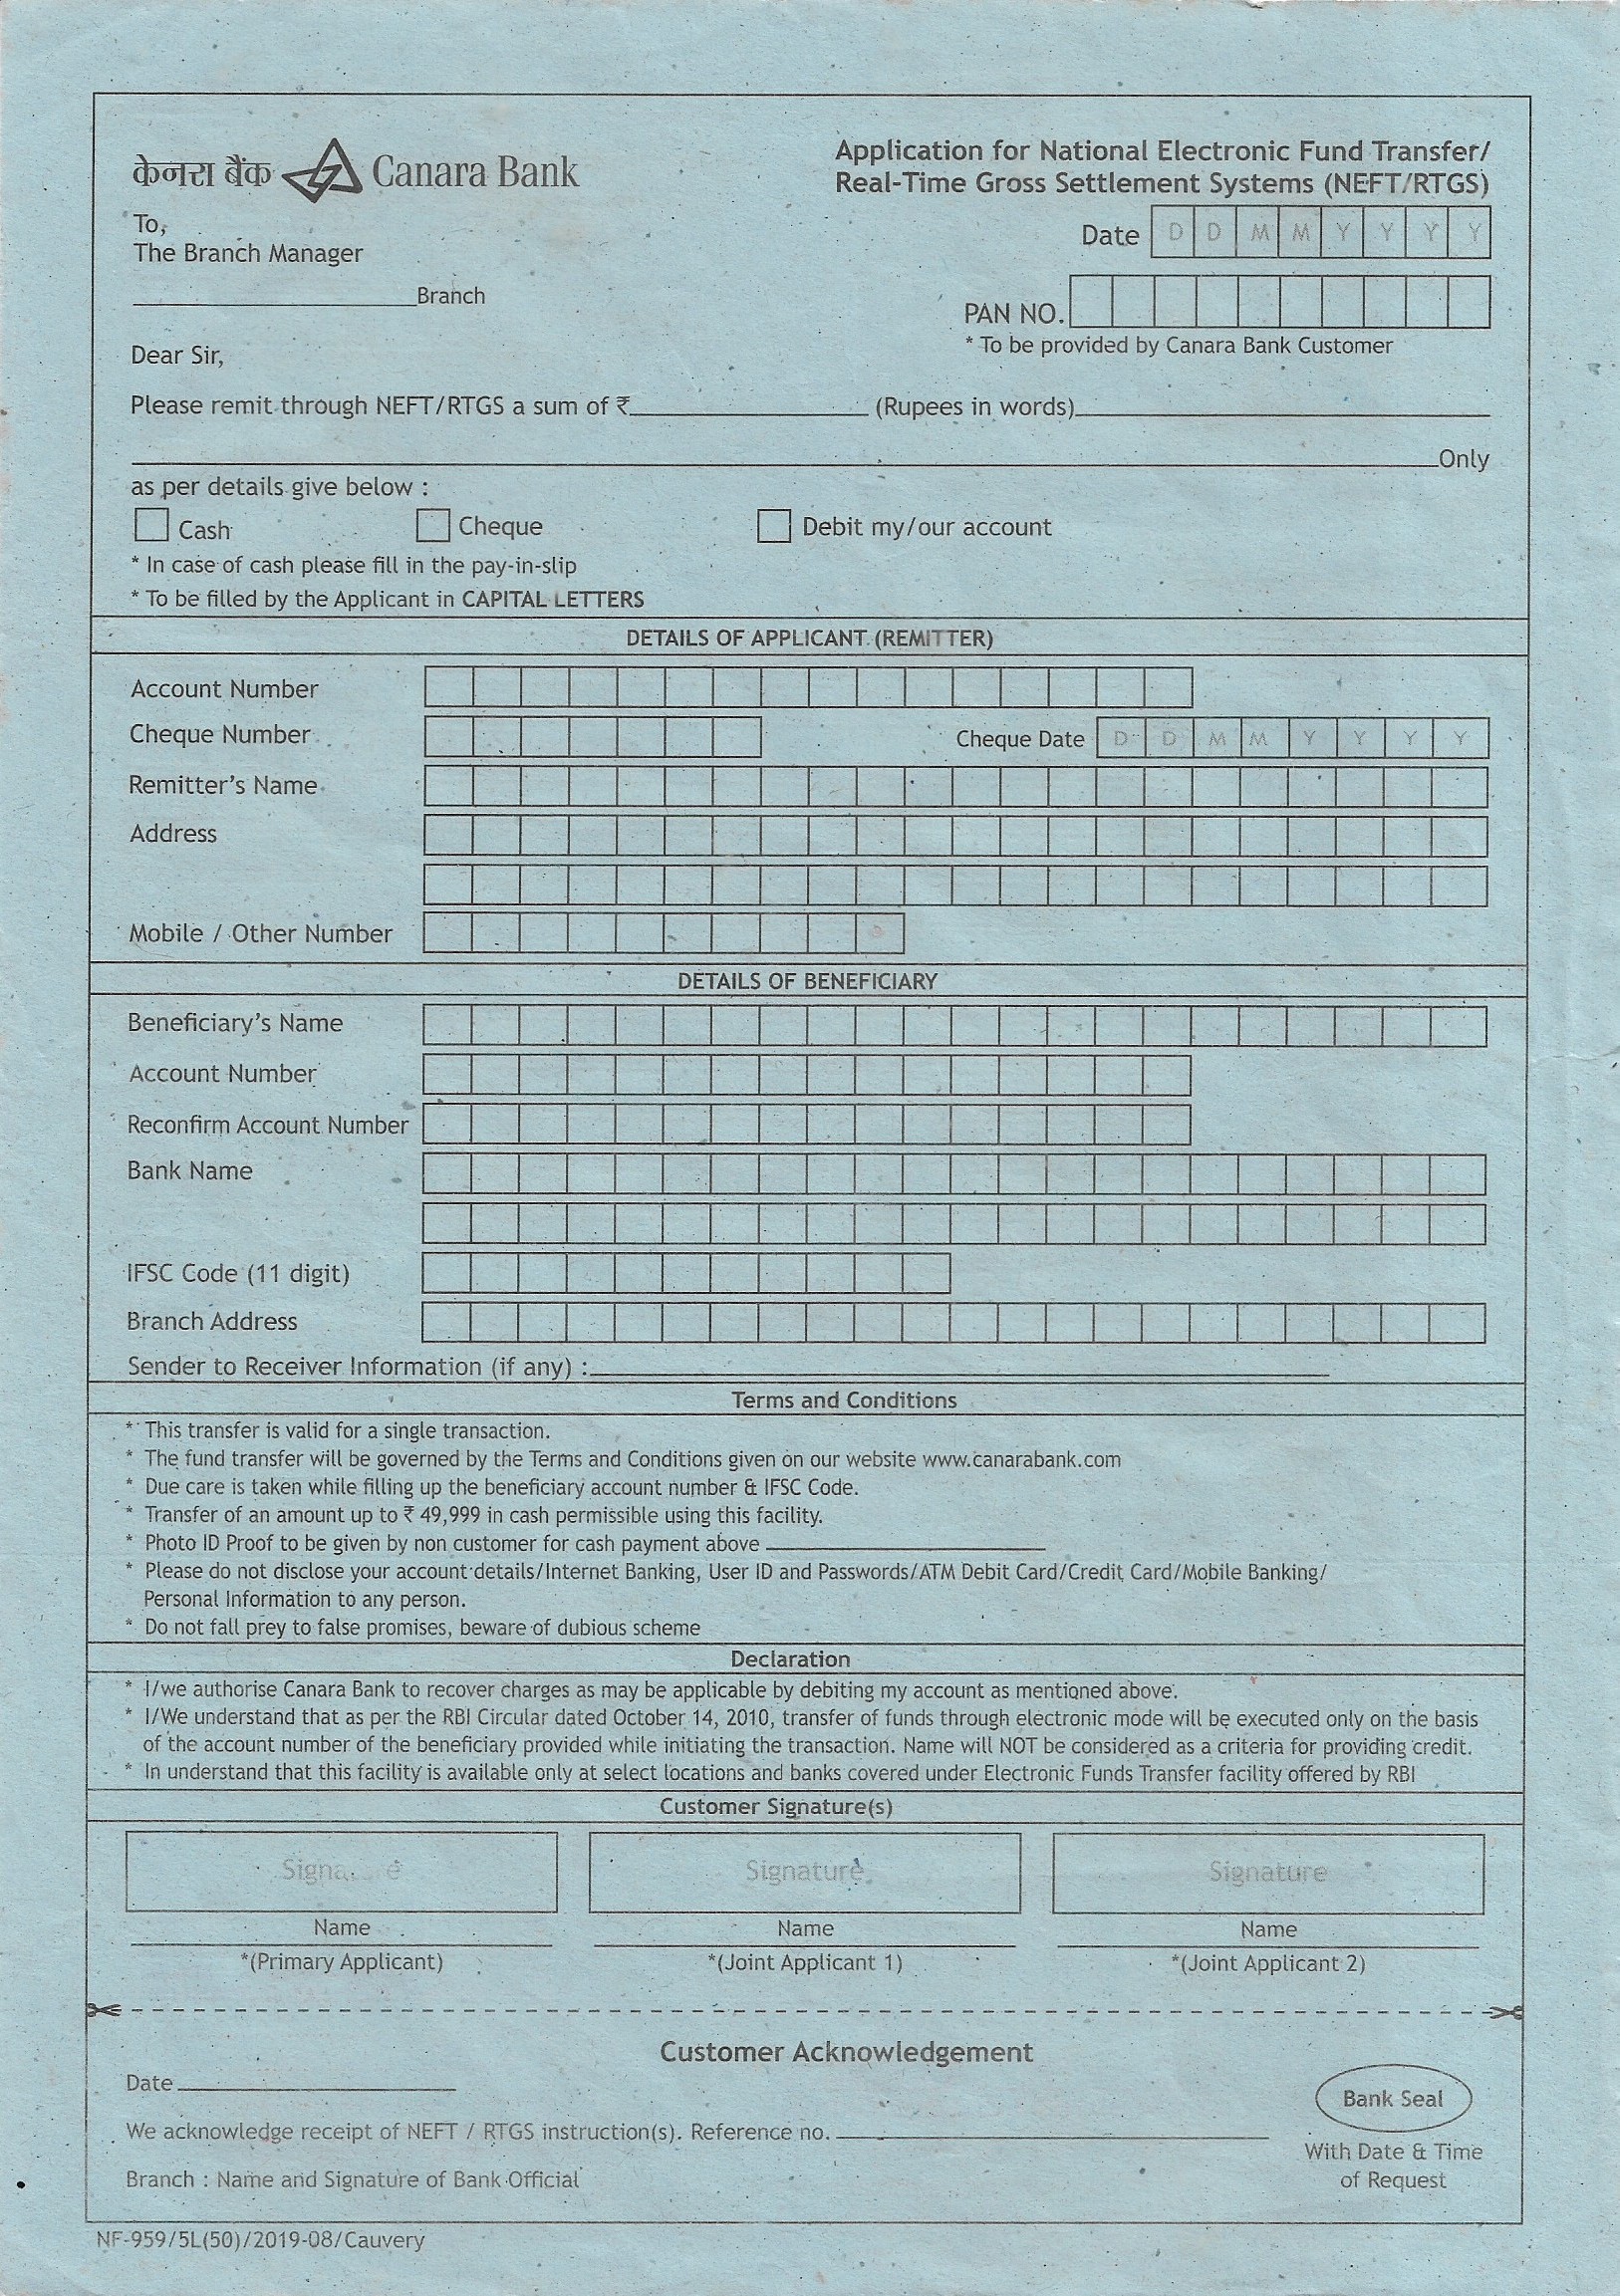 केनरा बैंक Canara Bank
Application for National Electronic Fund Transfer/
Real-Time Gross Settlement Systems (NEFT/RTGS)
To,
The Branch Manager
Date D D M M Y Y Y Y
Branch
PAN NO.
* To be provided by Canara Bank Customer
Dear Sir,
Please remit through NEFT/RTGS a sum of ₹ (Rupees in words)
Only
as per details give below :
Cash Cheque Debit my/our account
* In case of cash please fill in the pay-in-slip
* To be filled by the Applicant in CAPITAL LETTERS
DETAILS OF APPLICANT (REMITTER)
Account Number
Cheque Number Cheque Date D D M M Y Y Y Y
Remitter's Name
Address
Mobile / Other Number
DETAILS OF BENEFICIARY
Beneficiary's Name
Account Number
Reconfirm Account Number
Bank Name
IFSC Code (11 digit)
Branch Address
Sender to Receiver Information (if any) :
Terms and Conditions
* This transfer is valid for a single transaction.
* The fund transfer will be governed by the Terms and Conditions given on our website www.canarabank.com
* Due care is taken while filling up the beneficiary account number & IFSC Code.
* Transfer of an amount up to ₹ 49,999 in cash permissible using this facility.
* Photo ID Proof to be given by non customer for cash payment above
* Please do not disclose your account details/Internet Banking, User ID and Passwords/ATM Debit Card/Credit Card/Mobile Banking/
Personal Information to any person.
* Do not fall prey to false promises, beware of dubious scheme
Declaration
* I/we authorise Canara Bank to recover charges as may be applicable by debiting my account as mentioned above.
* I/We understand that as per the RBI Circular dated October 14, 2010, transfer of funds through electronic mode will be executed only on the basis
of the account number of the beneficiary provided while initiating the transaction. Name will NOT be considered as a criteria for providing credit.
* In understand that this facility is available only at select locations and banks covered under Electronic Funds Transfer facility offered by RBI
Customer Signature(s)
Signature Signature Signature
Name Name Name
*(Primary Applicant) *(Joint Applicant 1) *(Joint Applicant 2)
Customer Acknowledgement
Date
Bank Seal
We acknowledge receipt of NEFT / RTGS instruction(s). Reference no.
With Date & Time
of Request
Branch : Name and Signature of Bank Official
NF-959/5L(50)/2019-08/Cauvery